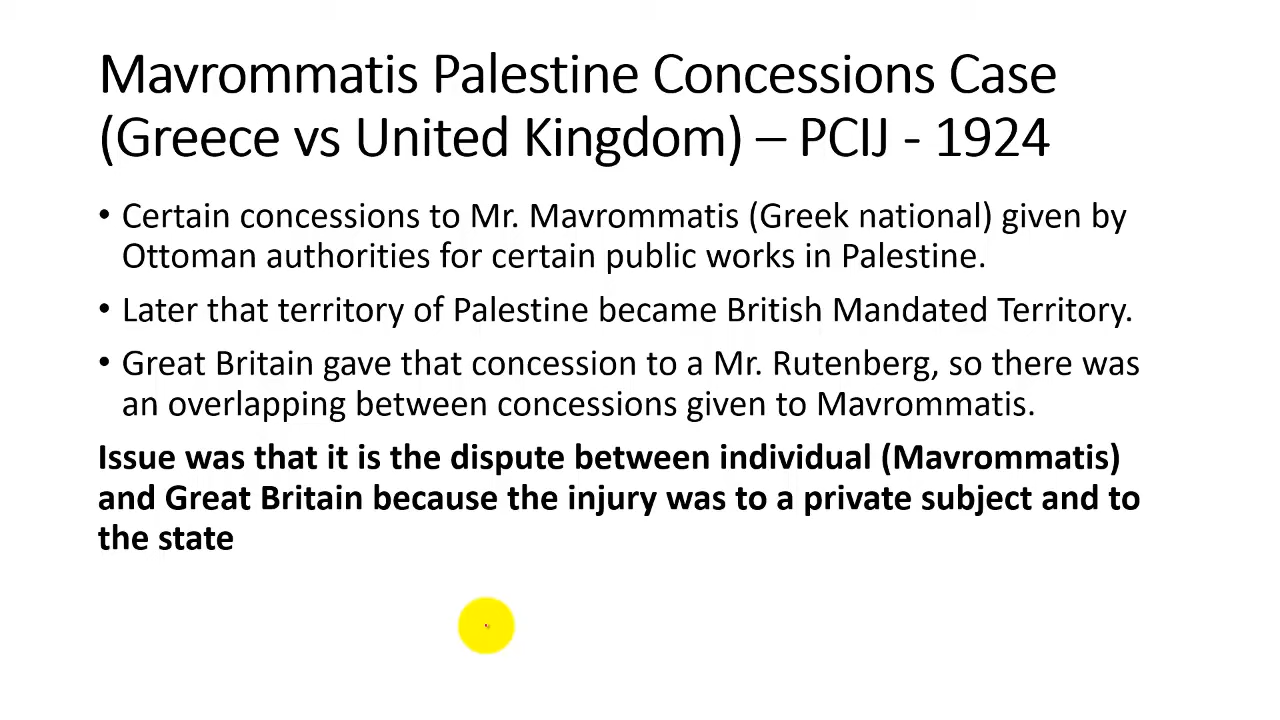 Mavrommatis Palestine Concessions Case
(Greece vs United Kingdom) – PCIJ - 1924
• Certain concessions to Mr. Mavrommatis (Greek national) given by
Ottoman authorities for certain public works in Palestine.
• Later that territory of Palestine became British Mandated Territory.
• Great Britain gave that concession to a Mr. Rutenberg, so there was
an overlapping between concessions given to Mavrommatis.
Issue was that it is the dispute between individual (Mavrommatis)
and Great Britain because the injury was to a private subject and to
the state